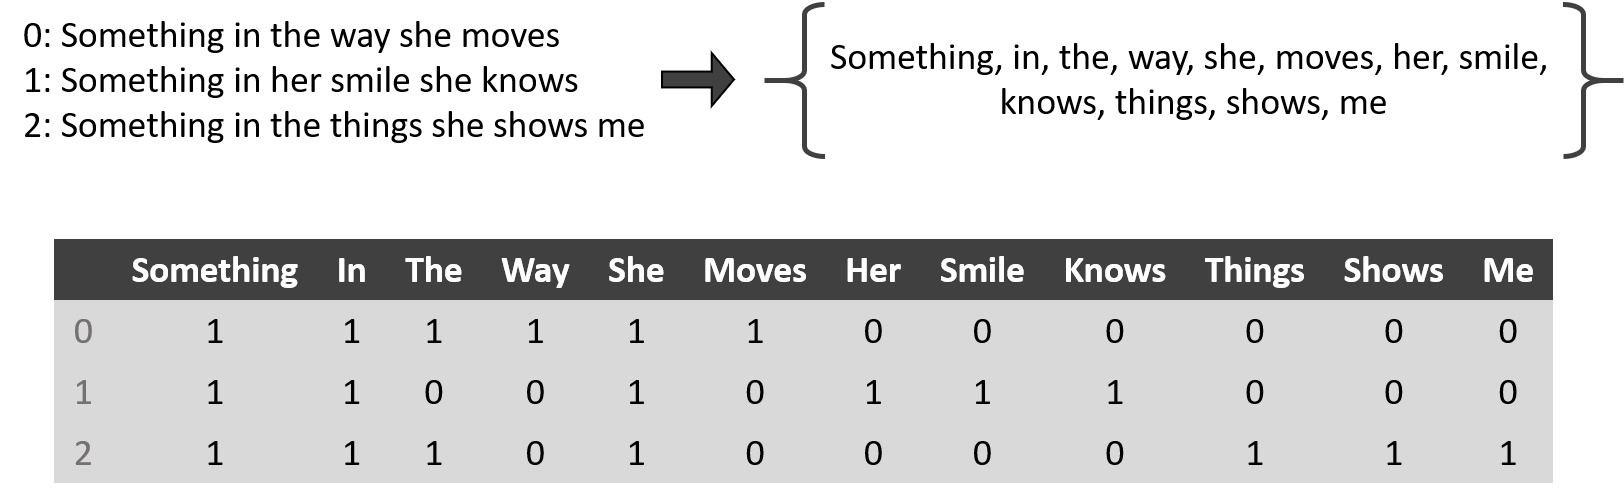 0: Something in the way she moves
1: Something in her smile she knows
2: Something in the things she shows me
Something, in, the, way, she, moves, her, smile,
knows, things, shows, me
Something In The Way She Moves Her Smile Knows Things Shows Me
0 1 1 1 1 1 1 0 0 0 0 0 0
1 1 1 0 0 1 0 1 1 1 0 0 0
2 1 1 1 0 1 0 0 0 0 1 1 1